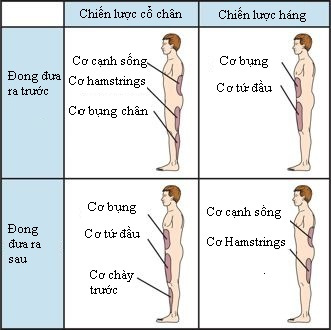 Chiến lược cổ chân
Chiến lược háng
Đong đưa
ra trước
Cơ cạnh sống
Cơ hamstrings
Cơ bụng chân
Cơ bụng
Cơ tứ đầu
Đong
đưa ra
sau
Cơ bụng
Cơ tứ đầu
Cơ chày
trước
Cơ cạnh sống
Cơ Hamstrings